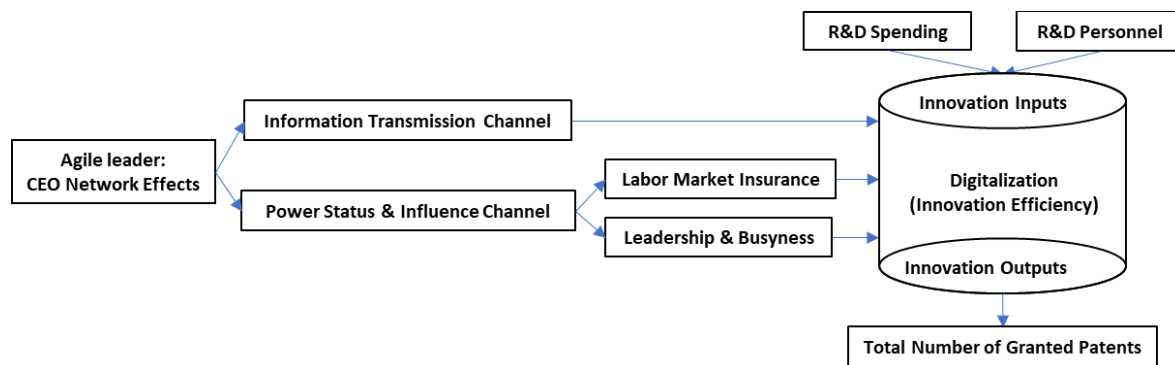 R&D Spending
R&D Personnel
Innovation Inputs
Information Transmission Channel
Agile leader:
CEO Network Effects
Labor Market Insurance
Digitalization
(Innovation Efficiency)
Power Status & Influence Channel
Leadership & Busyness
Innovation Outputs
Total Number of Granted Patents